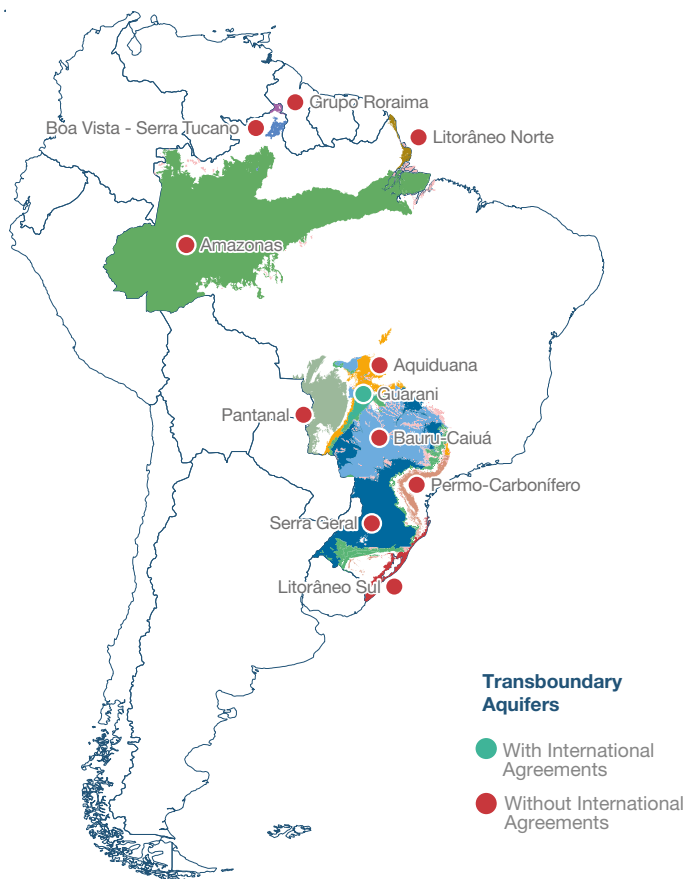 Grupo Roraima
Boa Vista - Serra Tucano
Litorâneo Norte
Amazonas
Aquiduana
Guarani
Pantanal
Bauru-Caiuá
Permo-Carbonífero
Serra Geral
Litorâneo Sul
Transboundary
Aquifers
With International
Agreements
Without International
Agreements